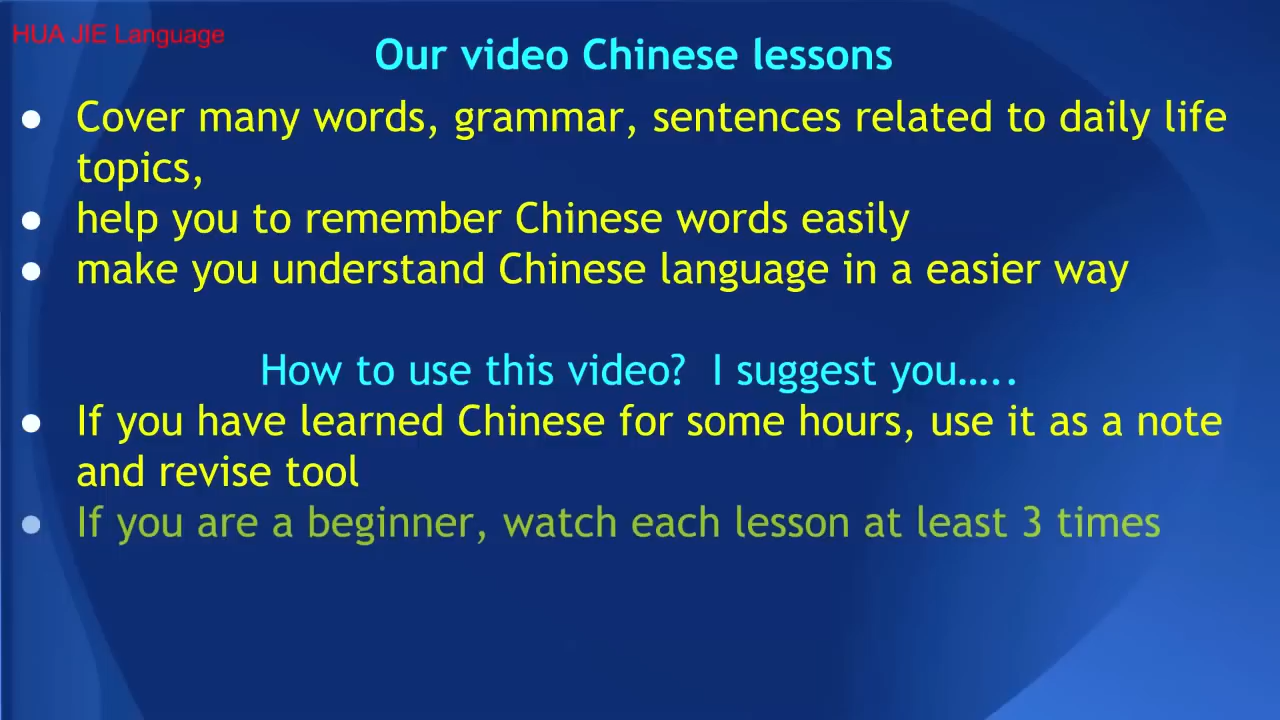 HUA JIE Language
Our video Chinese lessons
● Cover many words, grammar, sentences related to daily life
topics,
● help you to remember Chinese words easily
● make you understand Chinese language in a easier way
How to use this video? I suggest you…..
● If you have learned Chinese for some hours, use it as a note
and revise tool
● If you are a beginner, watch each lesson at least 3 times